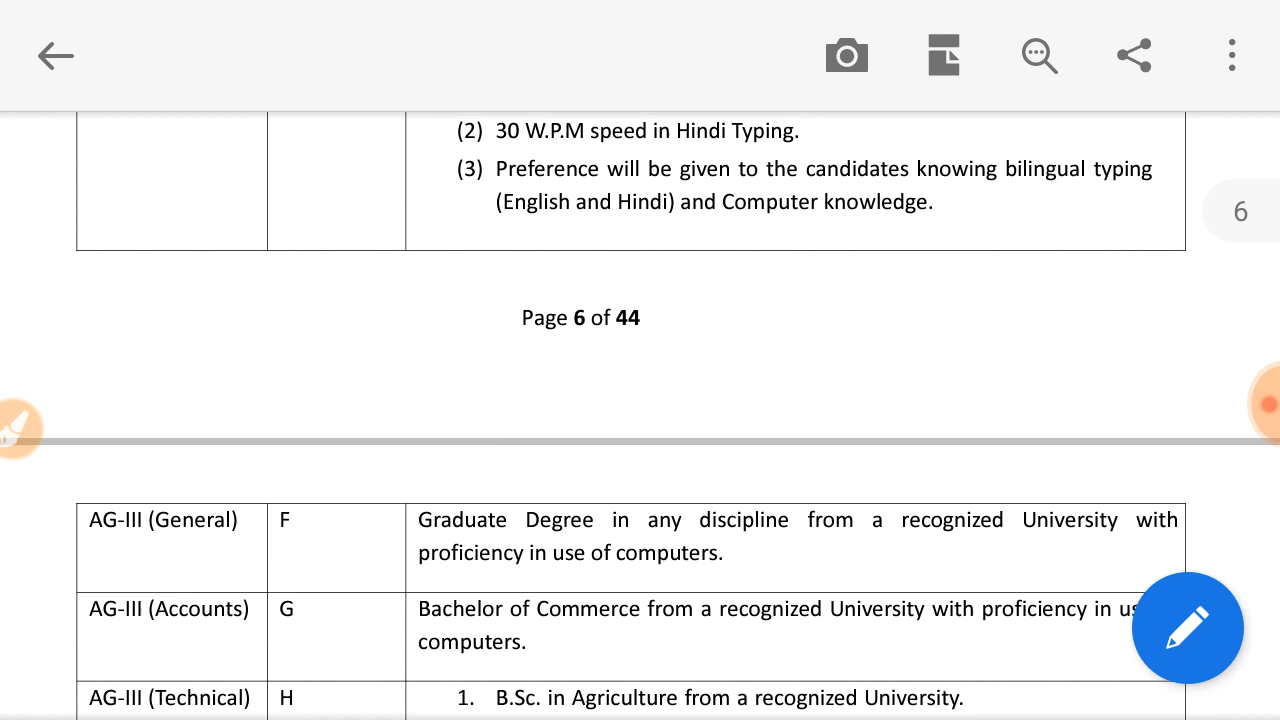 (2) 30 W.P.M speed in Hindi Typing.
(3) Preference will be given to the candidates knowing bilingual typing
(English and Hindi) and Computer knowledge.
6
Page 6 of 44
AG-III (General) F Graduate Degree in any discipline from a recognized University with
proficiency in use of computers.
AG-III (Accounts) G Bachelor of Commerce from a recognized University with proficiency in
computers.
AG-III (Technical) H 1. B.Sc. in Agriculture from a recognized University.